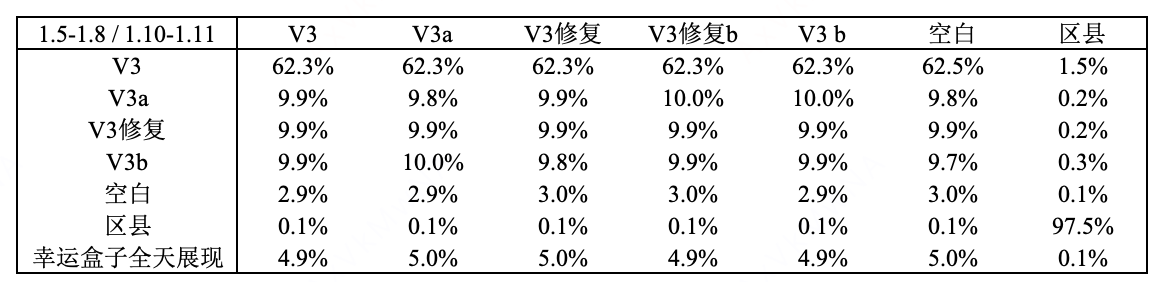 1.5-1.8 / 1.10-1.11 V3 V3a V3修复 V3修复b V3 b 空白 区县
V3 62.3% 62.3% 62.3% 62.3% 62.3% 62.5% 1.5%
V3a 9.9% 9.8% 9.9% 10.0% 10.0% 9.8% 0.2%
V3修复 9.9% 9.9% 9.9% 9.9% 9.9% 9.9% 0.2%
V3b 9.9% 10.0% 9.8% 9.9% 9.9% 9.7% 0.3%
空白 2.9% 2.9% 3.0% 3.0% 2.9% 3.0% 0.1%
区县 0.1% 0.1% 0.1% 0.1% 0.1% 0.1% 97.5%
幸运盒子全天展现 4.9% 5.0% 5.0% 4.9% 4.9% 5.0% 0.1%